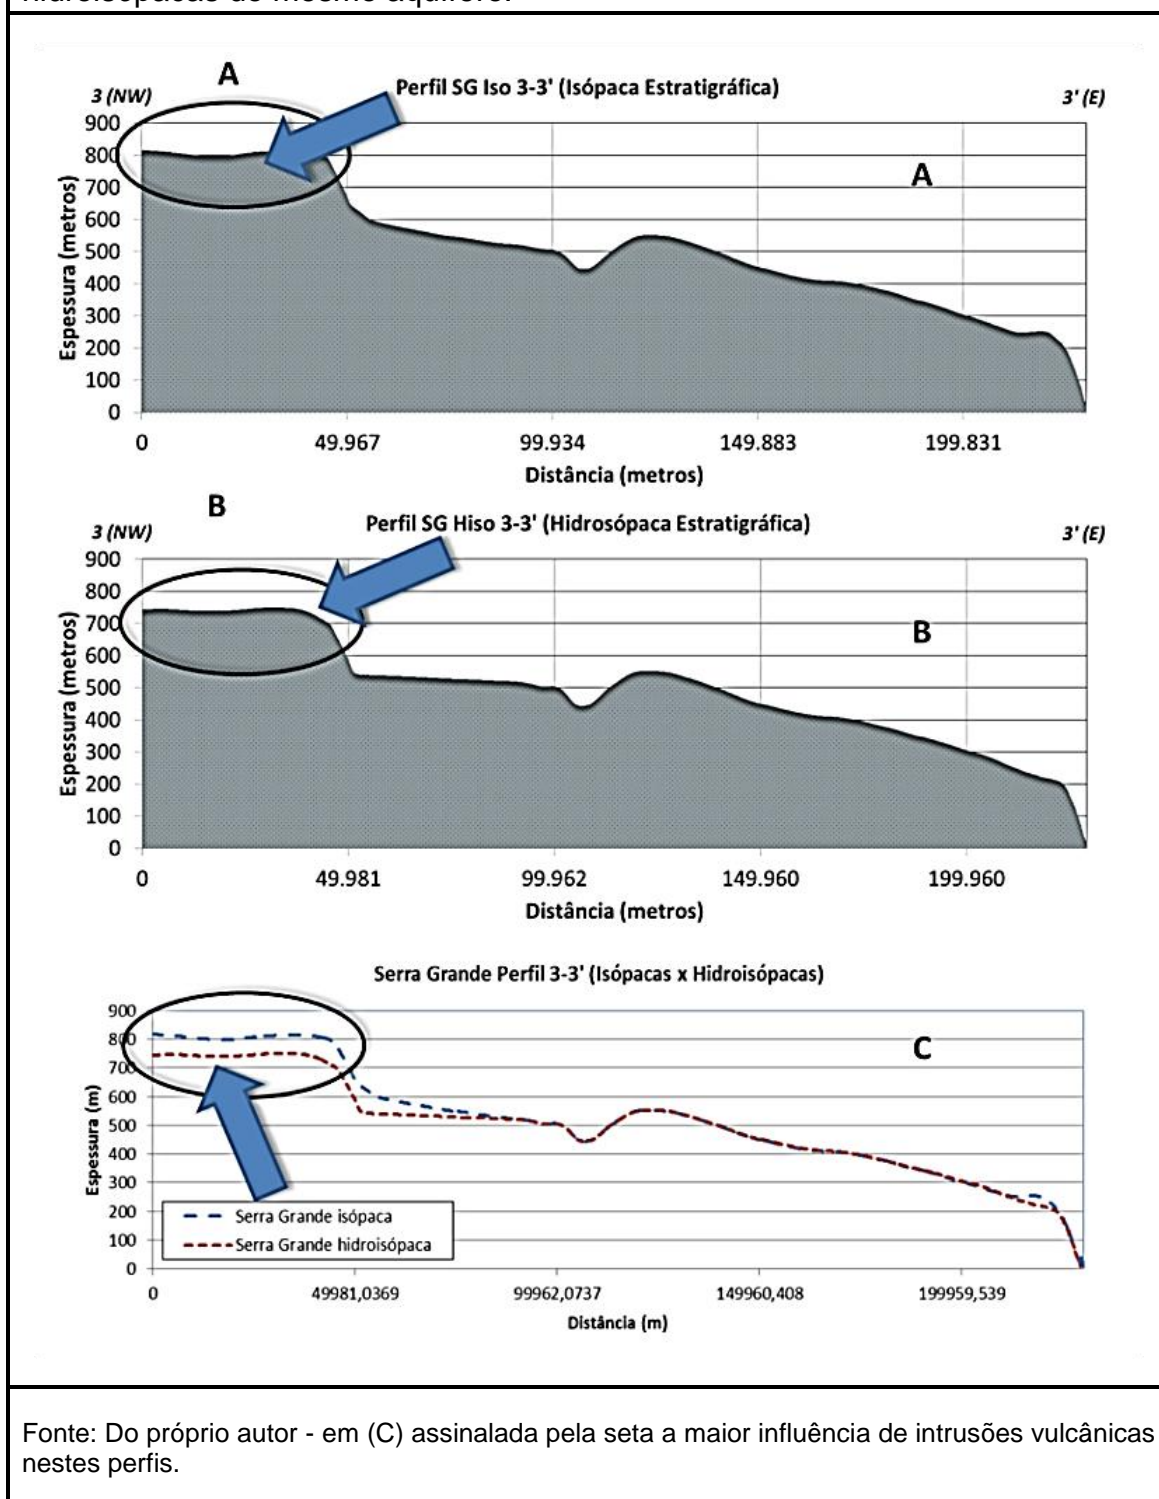 hidroisópacas do mesmo aquífero.
A
Perfil SG Iso 3-3' (Isópaca Estratigráfica)
3 (NW)
3' (E)
900
800
700
600
500
400
300
200
100
0
Espessura (metros)
A
0
49.967
99.934
149.883
199.831
Distância (metros)
B
Perfil SG Hiso 3-3' (Hidrosópaca Estratigráfica)
3 (NW)
3' (E)
900
800
700
600
500
400
300
200
100
0
Espessura (metros)
B
0
49.981
99.962
149.960
199.960
Distância (metros)
Serra Grande Perfil 3-3' (Isópacas x Hidroisópacas)
900
800
700
600
500
400
300
200
100
0
Espessura (m)
C
Serra Grande isópaca
Serra Grande hidroisópaca
0
49981,0369
99962,0737
149960,408
199959,539
Distância (m)
Fonte: Do próprio autor - em (C) assinalada pela seta a maior influência de intrusões vulcânicas
nestes perfis.